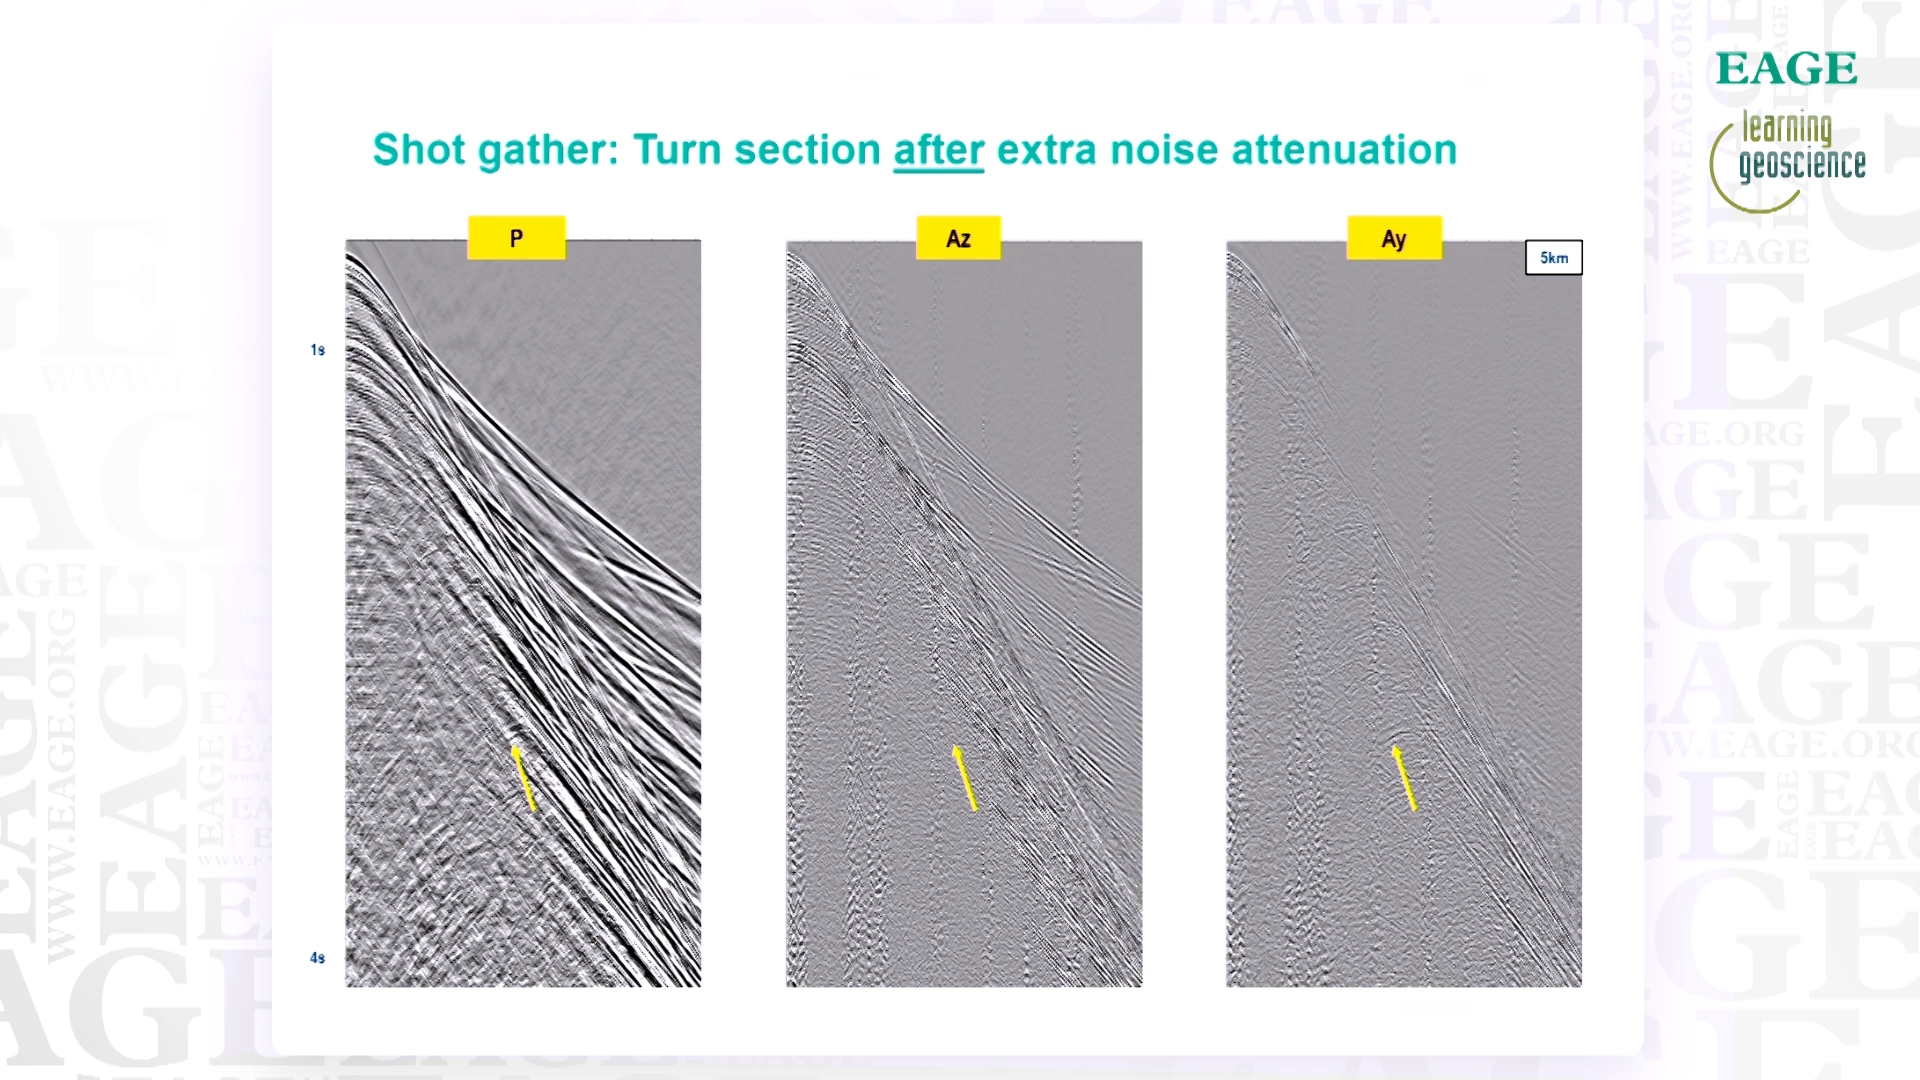 EAGE
learning
geoscience
Shot gather: Turn section after extra noise attenuation
P
Az
Ay
5km
1s
4s